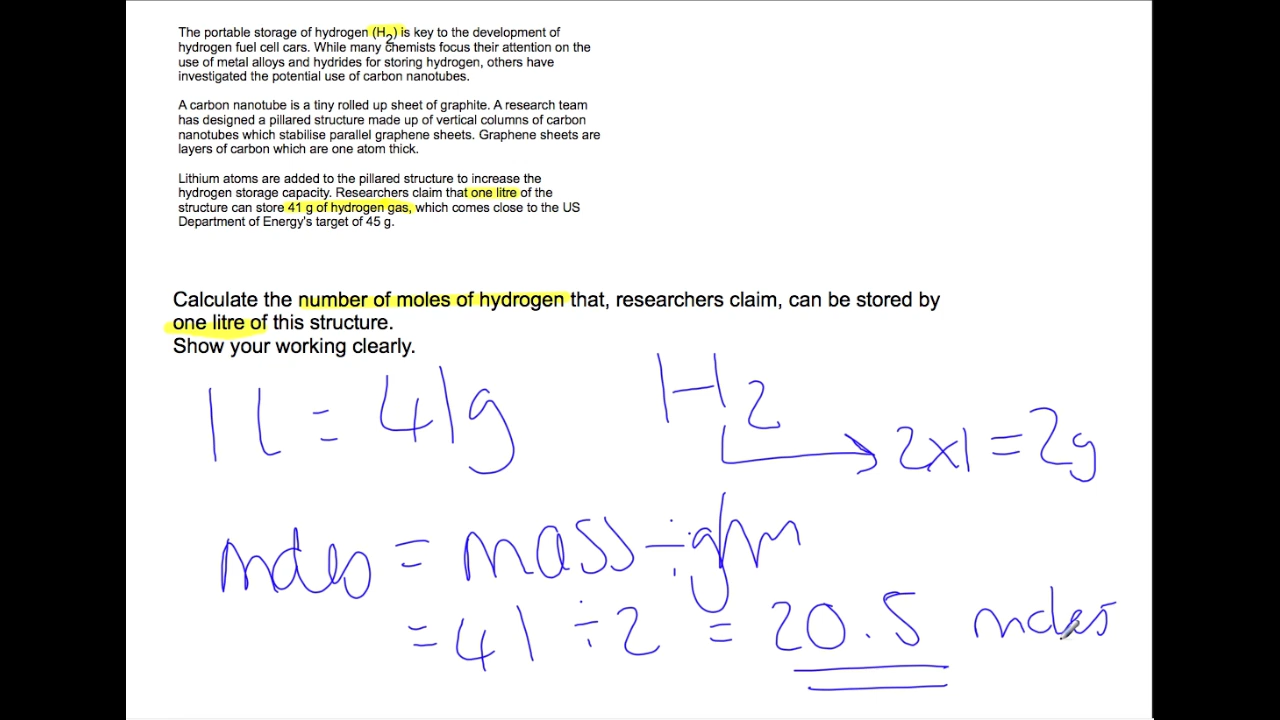 The portable storage of hydrogen (H2) is key to the development of
hydrogen fuel cell cars. While many chemists focus their attention on the
use of metal alloys and hydrides for storing hydrogen, others have
investigated the potential use of carbon nanotubes.
A carbon nanotube is a tiny rolled up sheet of graphite. A research team
has designed a pillared structure made up of vertical columns of carbon
nanotubes which stabilise parallel graphene sheets. Graphene sheets are
layers of carbon which are one atom thick.
Lithium atoms are added to the pillared structure to increase the
hydrogen storage capacity. Researchers claim that one litre of the
structure can store 41 g of hydrogen gas, which comes close to the US
Department of Energy's target of 45 g.
Calculate the number of moles of hydrogen that, researchers claim, can be stored by
one litre of this structure.
Show your working clearly.
1L = 41g H2
2x1 = 2g
moles = mass ÷ gfm
= 41 ÷ 2 = 20.5 moles